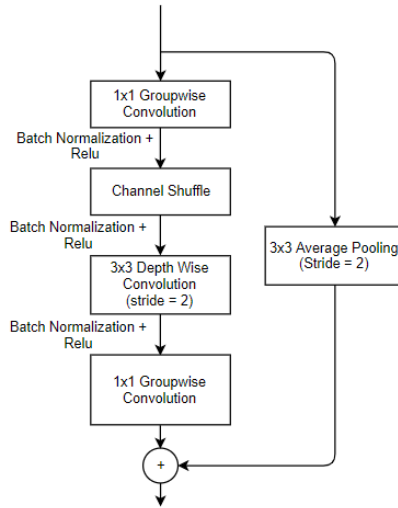 1x1 Groupwise
Convolution
Batch Normalization +
Relu
Channel Shuffle
Batch Normalization +
Relu
3x3 Depth Wise
Convolution
(stride = 2)
3x3 Average Pooling
(Stride = 2)
Batch Normalization +
Relu
1x1 Groupwise
Convolution
+